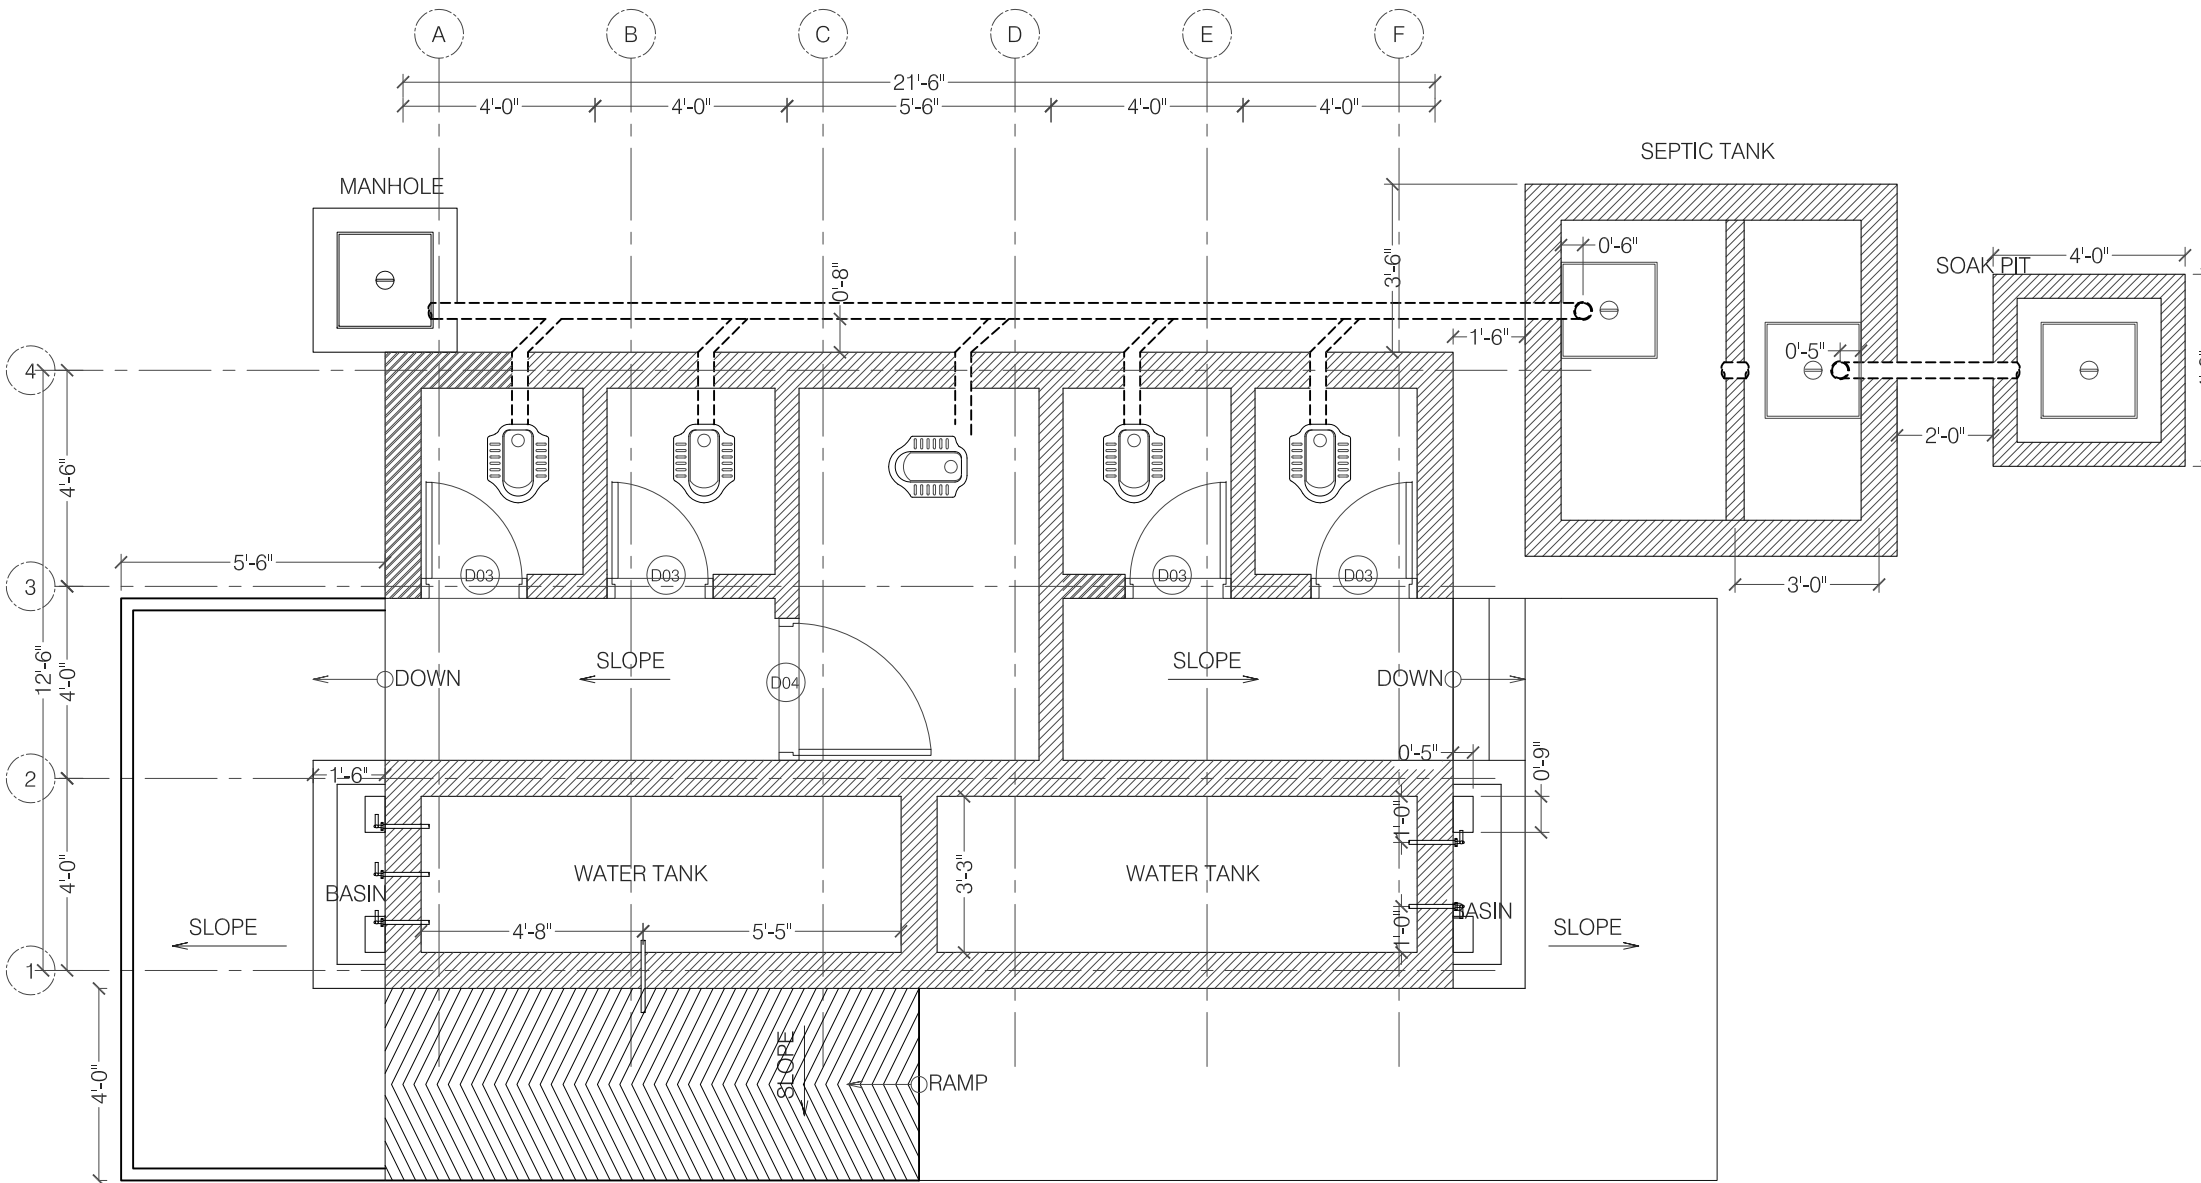 A B C D E F
21'-6"
4'-0" 4'-0" 5'-6" 4'-0" 4'-0"
SEPTIC TANK
MANHOLE
0'-6"
3'-6"
0'-8"
SOAK PIT
4'-0"
1'-6"
0'-5"
4
2'-0"
4'-6"
5'-6"
D03 D03 D03 D03
3
3'-0"
12'-6"
4'-0"
DOWN
SLOPE
D04
SLOPE
DOWN
2
1'-6"
0'-5"
0'-9"
1'-0"
4'-0"
WATER TANK
3'-3"
WATER TANK
BASIN
SLOPE
4'-8" 5'-5"
1'-0"
SLOPE
1
4'-0"
SLOPE
RAMP